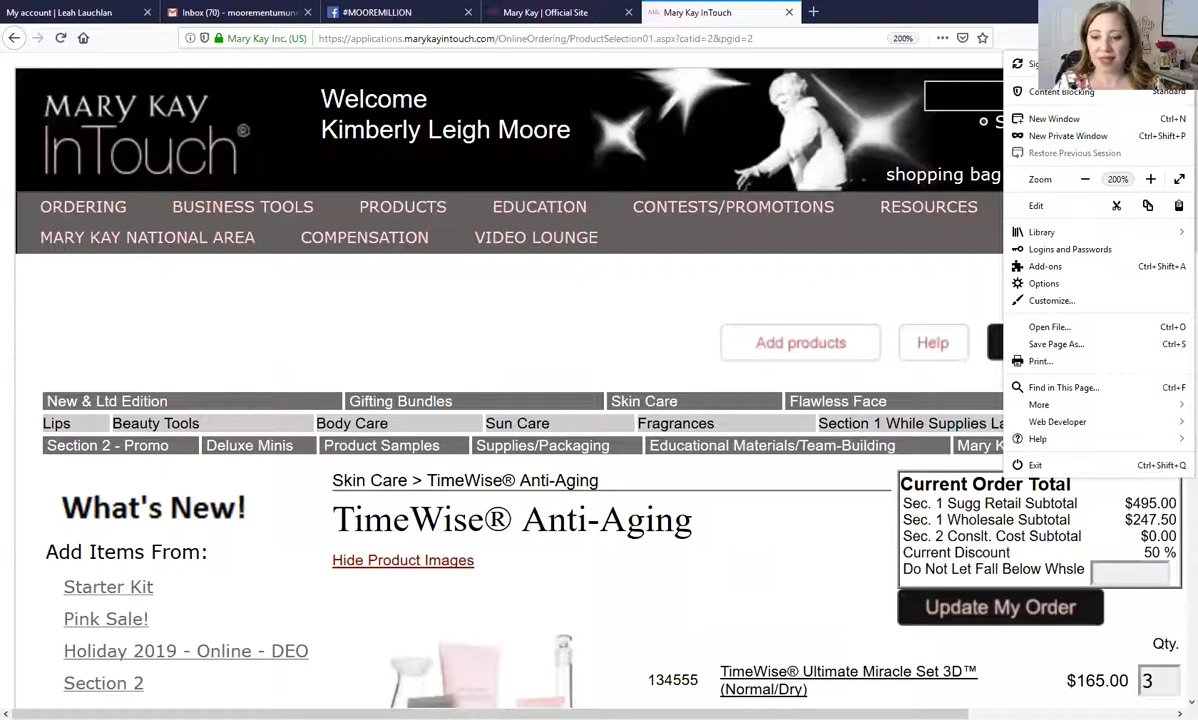 My account | Leah Lauchlan
Inbox (70) - moorementumun
#MOOREMILLION
Mary Kay | Official Site
Mary Kay InTouch
Mary Kay Inc. (US)
https://applications.marykayintouch.com/OnlineOrdering/ProductSelection01.aspx?catid=2&pgid=2
200%
Content Blocking Standard
New Window Ctrl+N
New Private Window Ctrl+Shift+P
Restore Previous Session
Zoom 200%
Edit
Library
Logins and Passwords
Add-ons Ctrl+Shift+A
Options
Customize...
Open File... Ctrl+O
Save Page As... Ctrl+S
Print...
Find in This Page... Ctrl+F
More
Web Developer
Help
Exit Ctrl+Shift+Q
MARY KAY
InTouch®
Welcome
Kimberly Leigh Moore
shopping bag
ORDERING BUSINESS TOOLS PRODUCTS EDUCATION CONTESTS/PROMOTIONS RESOURCES
MARY KAY NATIONAL AREA COMPENSATION VIDEO LOUNGE
Add products Help
New & Ltd Edition Gifting Bundles Skin Care Flawless Face
Lips Beauty Tools Body Care Sun Care Fragrances Section 1 While Supplies La
Section 2 - Promo Deluxe Minis Product Samples Supplies/Packaging Educational Materials/Team-Building Mary K
What's New!
Add Items From:
Starter Kit
Pink Sale!
Holiday 2019 - Online - DEO
Section 2
Skin Care > TimeWise® Anti-Aging
TimeWise® Anti-Aging
Hide Product Images
Current Order Total
Sec. 1 Sugg Retail Subtotal $495.00
Sec. 1 Wholesale Subtotal $247.50
Sec. 2 Conslt. Cost Subtotal $0.00
Current Discount 50 %
Do Not Let Fall Below Whsle
Update My Order
Qty.
134555 TimeWise® Ultimate Miracle Set 3D™ $165.00 3
(Normal/Dry)